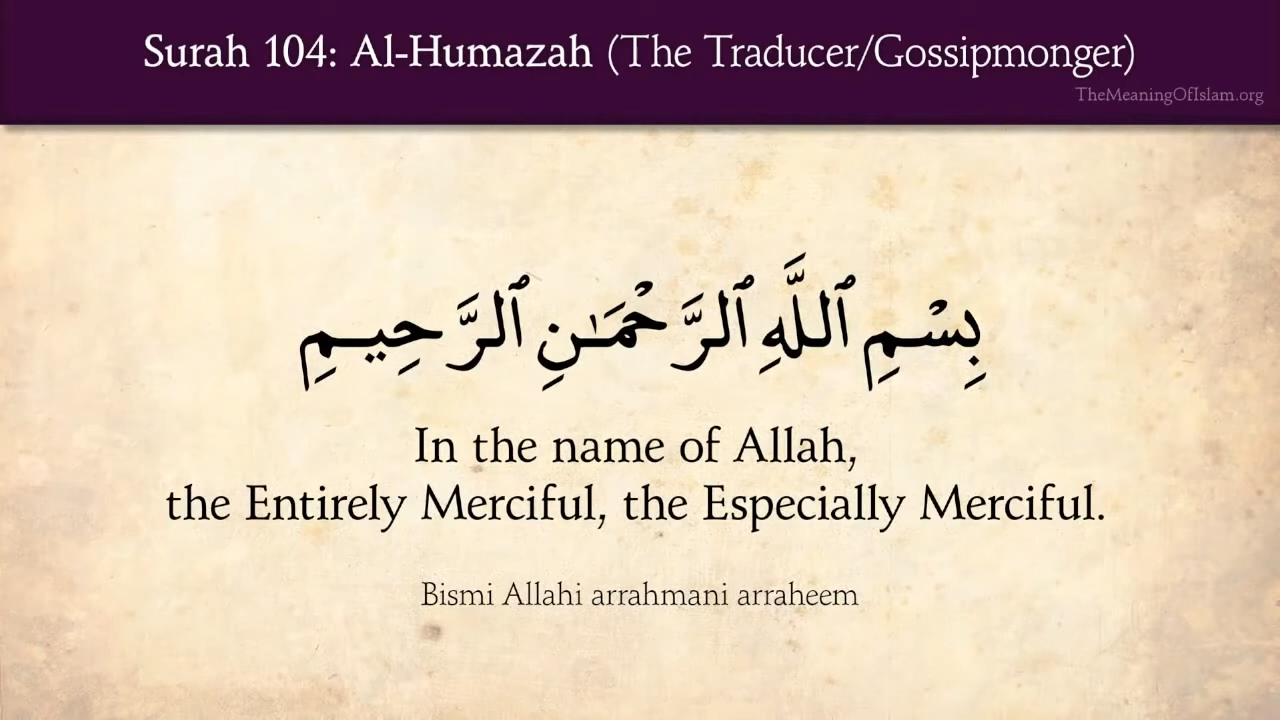 Surah 104: Al-Humazah (The Traducer/Gossipmonger)
TheMeaningOfIslam.org
بِسْمِ ٱللَّهِ ٱلرَّحْمَـٰنِ ٱلرَّحِيمِ
In the name of Allah,
the Entirely Merciful, the Especially Merciful.
Bismi Allahi arrahmani arraheem